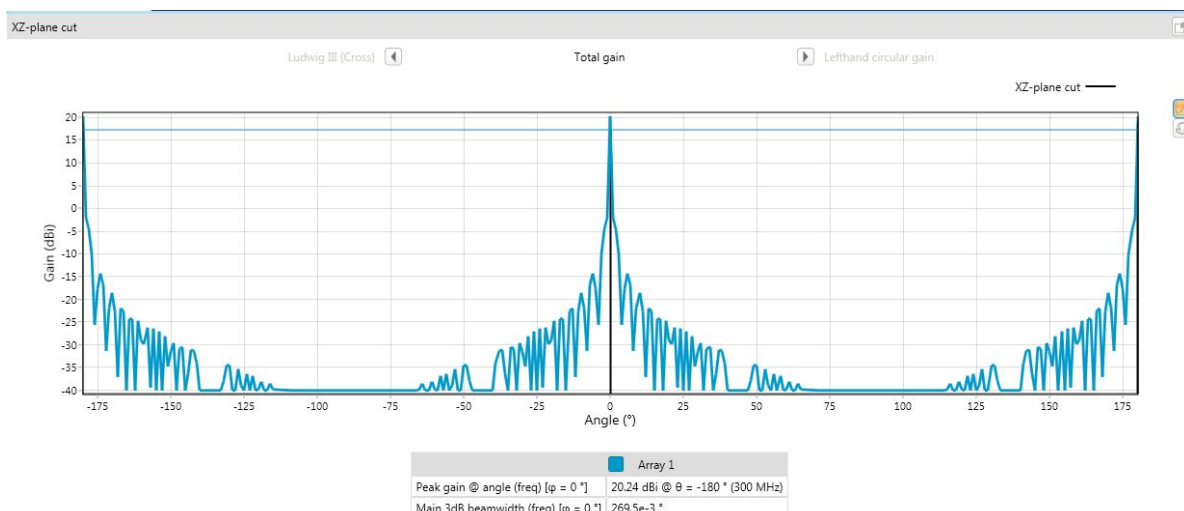 XZ-plane cut
Ludwig III (Cross) Total gain Lefthand circular gain
XZ-plane cut
20
15
10
5
0
-5
-10
-15
-20
-25
-30
-35
-40
Gain (dBi)
-175 -150 -125 -100 -75 -50 -25 0 25 50 75 100 125 150 175
Angle (°)
Array 1
Peak gain @ angle (freq) [φ = 0 °] 20.24 dBi @ θ = -180 ° (300 MHz)
Main 3dB beamwidth (freq) [φ = 0 °] 269.5e-3 °